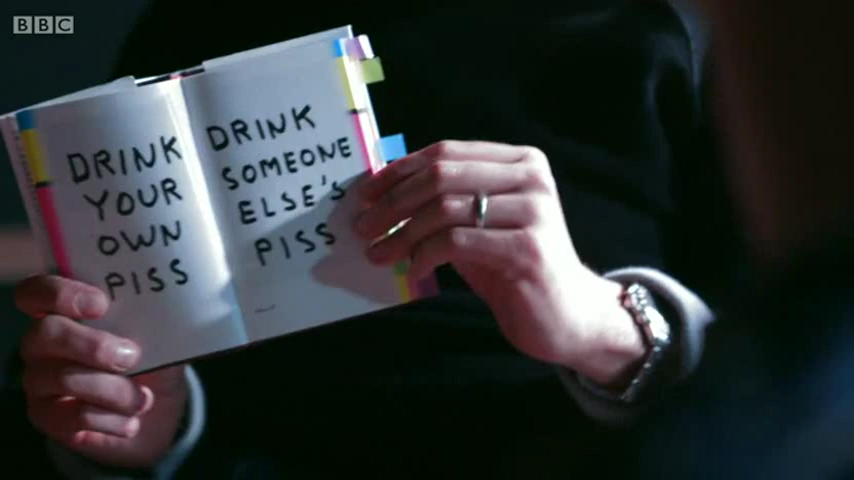 BBC
DRINK
YOUR
OWN
PISS
DRINK
SOMEONE
ELSE'S
PISS